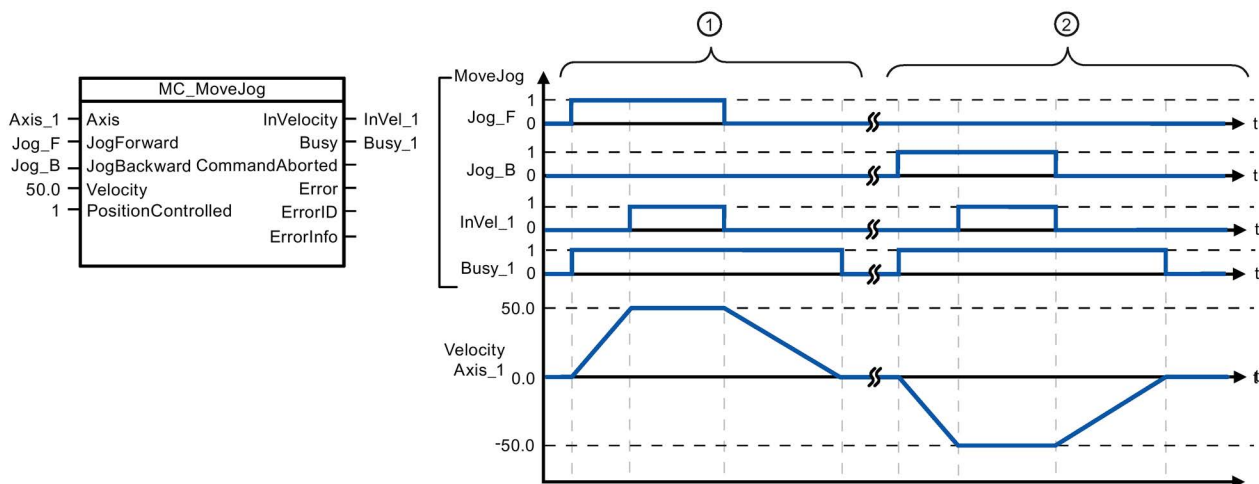 MC_MoveJog
Axis_1 Axis InVelocity InVel_1
Jog_F JogForward Busy Busy_1
Jog_B JogBackward CommandAborted
50.0 Velocity Error
1 PositionControlled ErrorID
ErrorInfo
1 2
MoveJog
1
Jog_F
0 t
1
Jog_B
0 t
1
InVel_1
0 t
1
Busy_1
0 t
50.0
Velocity
Axis_1
0.0 t
-50.0